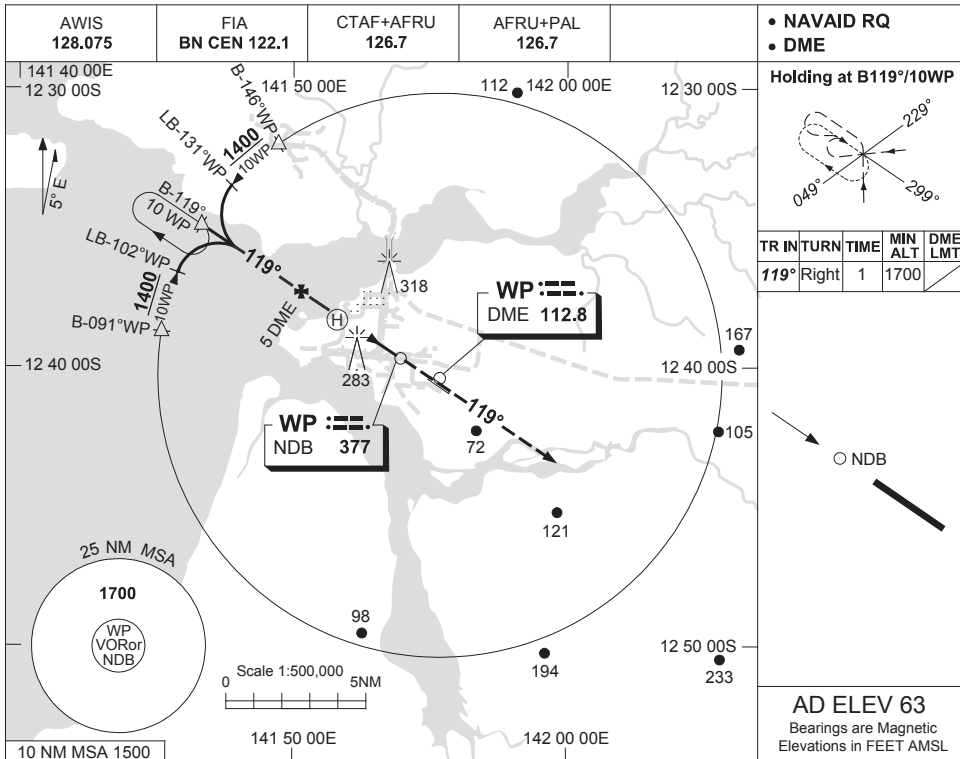 AWIS
128.075
FIA
BN CEN 122.1
CTAF+AFRU
126.7
AFRU+PAL
126.7
• NAVAID RQ
• DME
141 40 00E
12 30 00S
141 50 00E
112
142 00 00E
12 30 00S
B-146°WP
10WP
1400
LB-131°WP
5° E
B-119°
10 WP
LB-102°WP
1400
10WP
B-091°WP
119°
5 DME
H
318
283
WP
DME 112.8
WP
NDB 377
119°
72
167
12 40 00S
12 40 00S
105
121
98
194
233
12 50 00S
25 NM MSA
1700
WP
VORor
NDB
Scale 1:500,000
0
5NM
141 50 00E
142 00 00E
10 NM MSA 1500
Holding at B119°/10WP
229°
049°
299°
TR IN TURN TIME MIN ALT DME LMT
119° Right 1 1700
NDB
AD ELEV 63
Bearings are Magnetic
Elevations in FEET AMSL